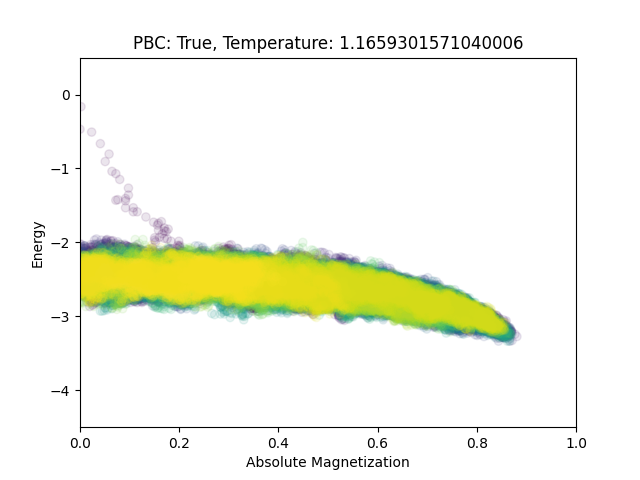 PBC: True, Temperature: 1.1659301571040006
0
−1
−2
−3
−4
Energy
0.0 0.2 0.4 0.6 0.8 1.0
Absolute Magnetization